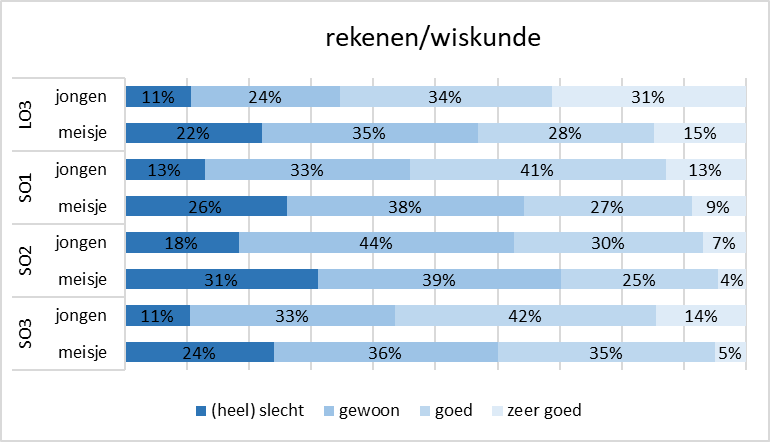 rekenen/wiskunde
LO3
jongen 11% 24% 34% 31%
meisje 22% 35% 28% 15%
SO1
jongen 13% 33% 41% 13%
meisje 26% 38% 27% 9%
SO2
jongen 18% 44% 30% 7%
meisje 31% 39% 25% 4%
SO3
jongen 11% 33% 42% 14%
meisje 24% 36% 35% 5%
(heel) slecht gewoon goed zeer goed